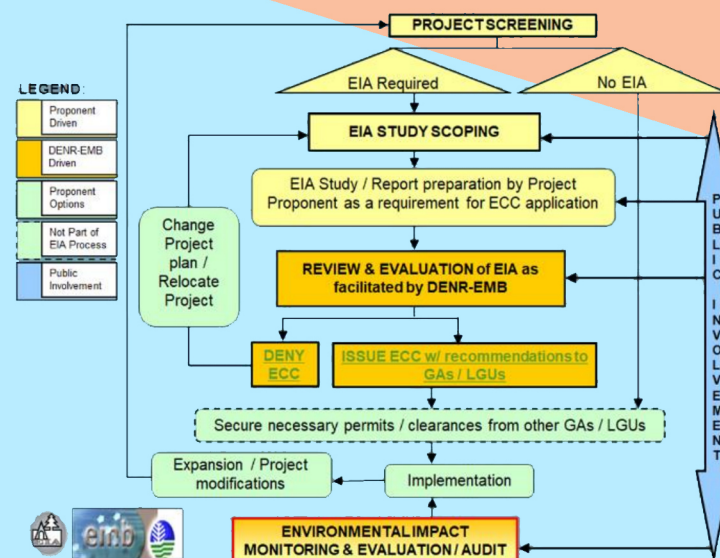 PROJECT SCREENING
EIA Required
No EIA
LEGEND:
Proponent
Driven
DENR-EMB
Driven
Proponent
Options
Not Part of
EIA Process
Public
Involvement
EIA STUDY SCOPING
EIA Study / Report preparation by Project
Proponent as a requirement for ECC application
Change
Project
plan /
Relocate
Project
REVIEW & EVALUATION of EIA as
facilitated by DENR-EMB
DENY
ECC
ISSUE ECC w/ recommendations to
GAs / LGUs
Secure necessary permits / clearances from other GAs / LGUs
Expansion / Project
modifications
Implementation
ENVIRONMENTAL IMPACT
MONITORING & EVALUATION / AUDIT
PUBLIC INVOLVEMENT
emb